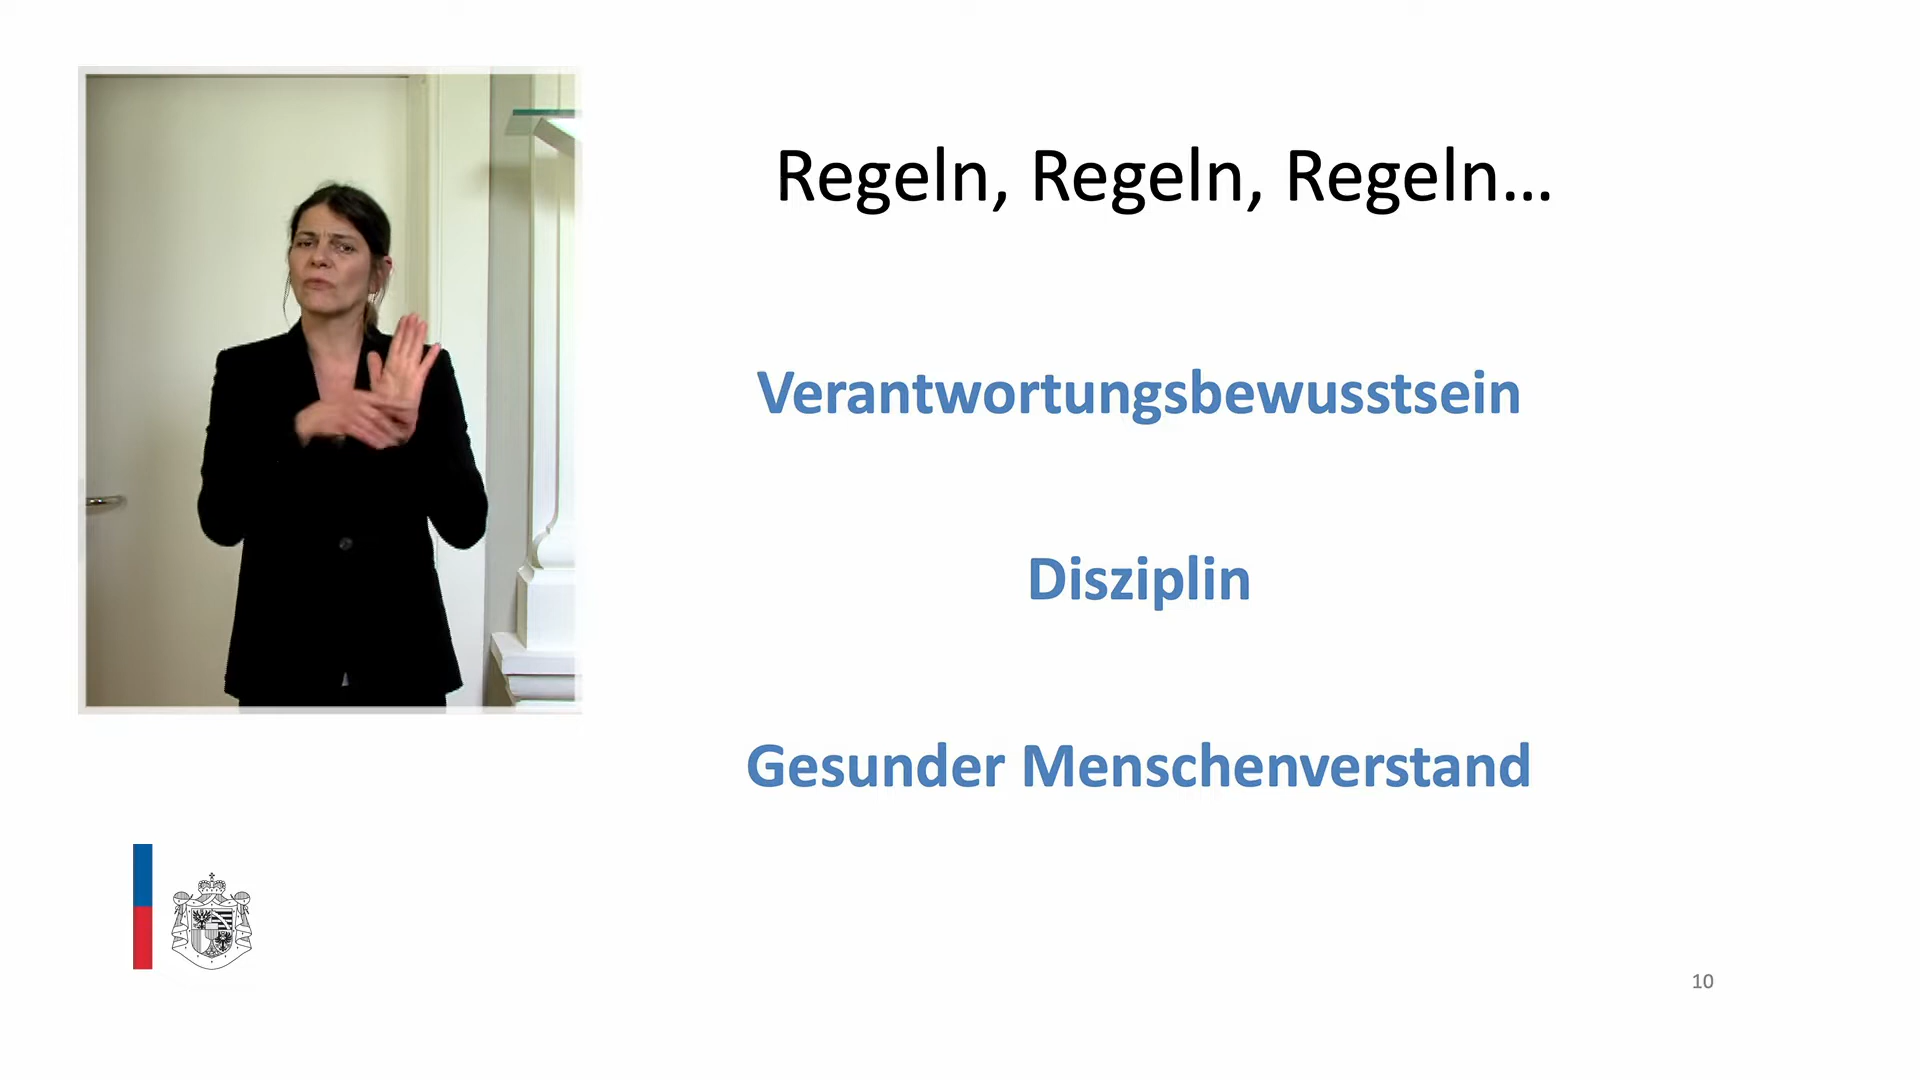 Regeln, Regeln, Regeln…
Verantwortungsbewusstsein
Disziplin
Gesunder Menschenverstand
10